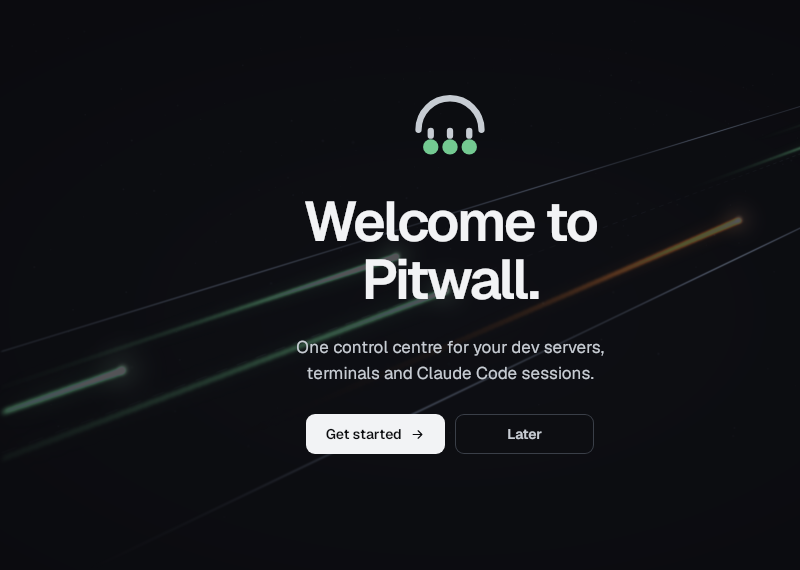 Welcome to
Pitwall.
One control centre for your dev servers,
terminals and Claude Code sessions.
Get started →
Later